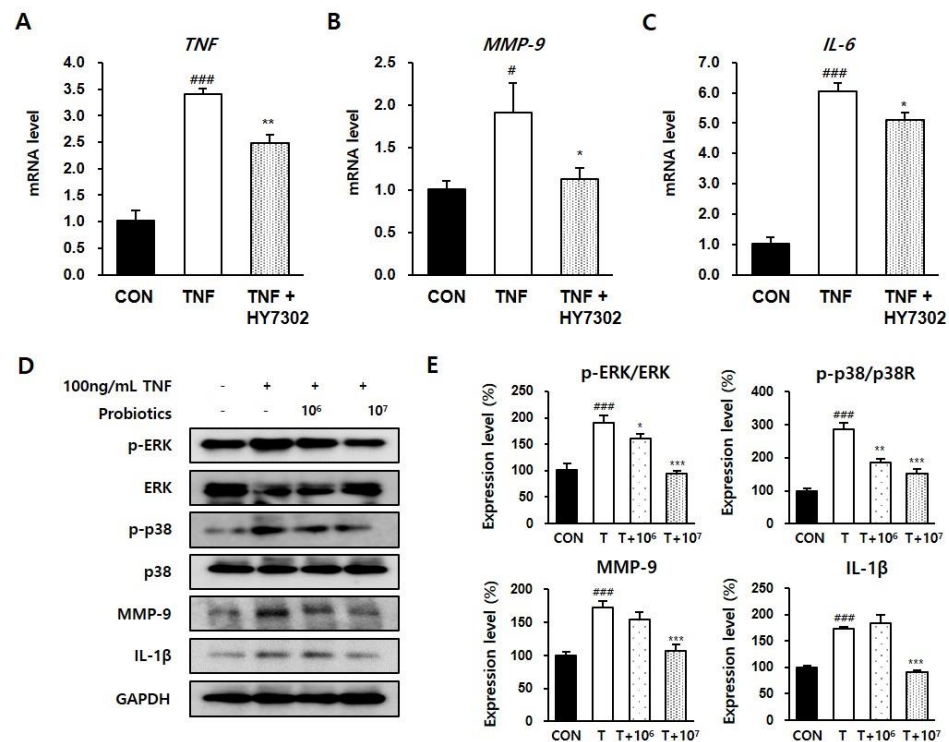 A
TNF
mRNA level
4.0
3.5
3.0
2.5
2.0
1.5
1.0
0.5
0.0
###
**
CON
TNF
TNF +
HY7302
B
MMP-9
mRNA level
2.5
2.0
1.5
1.0
0.5
0.0
#
*
CON
TNF
TNF +
HY7302
C
IL-6
mRNA level
7.0
6.0
5.0
4.0
3.0
2.0
1.0
0.0
###
*
CON
TNF
TNF +
HY7302
D
100ng/mL TNF - + + +
Probiotics - - 10⁶ 10⁷
p-ERK
ERK
p-p38
p38
MMP-9
IL-1β
GAPDH
E
p-ERK/ERK
Expression level (%)
250
200
150
100
50
0
###
*
***
CON T T+10⁶ T+10⁷
p-p38/p38R
Expression level (%)
400
300
200
100
0
###
**
***
CON T T+10⁶ T+10⁷
MMP-9
Expression level (%)
200
150
100
50
0
###
***
CON T T+10⁶ T+10⁷
IL-1β
Expression level (%)
250
200
150
100
50
0
###
***
CON T T+10⁶ T+10⁷